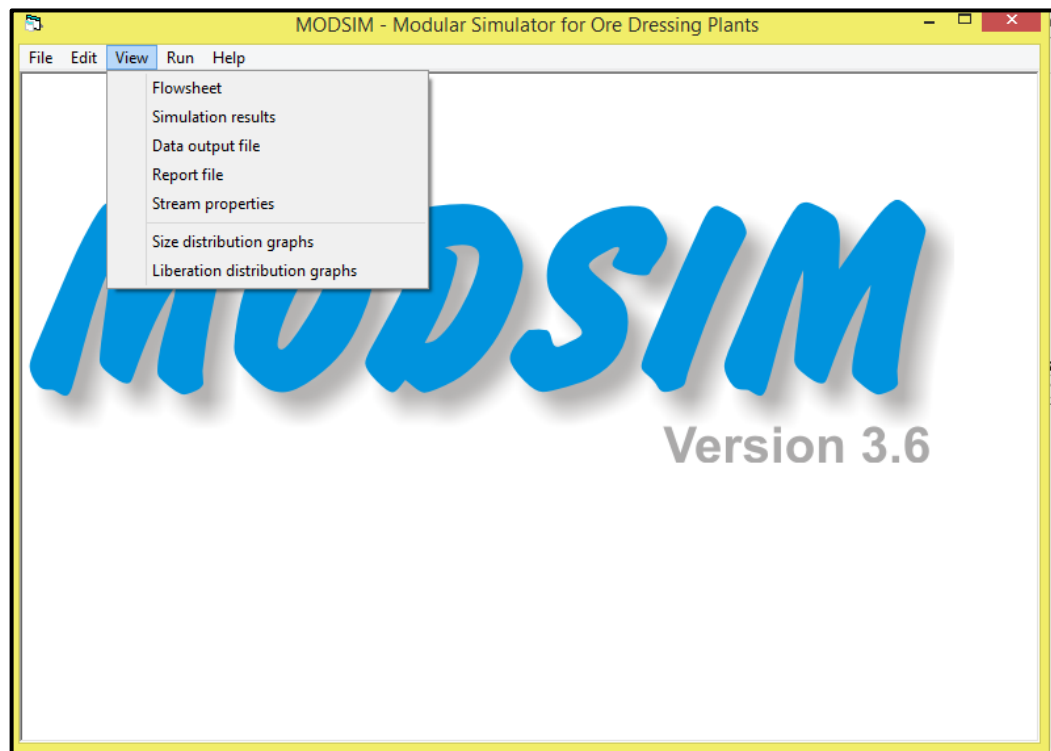 MODSIM - Modular Simulator for Ore Dressing Plants
File Edit View Run Help
Flowsheet
Simulation results
Data output file
Report file
Stream properties
Size distribution graphs
Liberation distribution graphs
MODSIM
Version 3.6